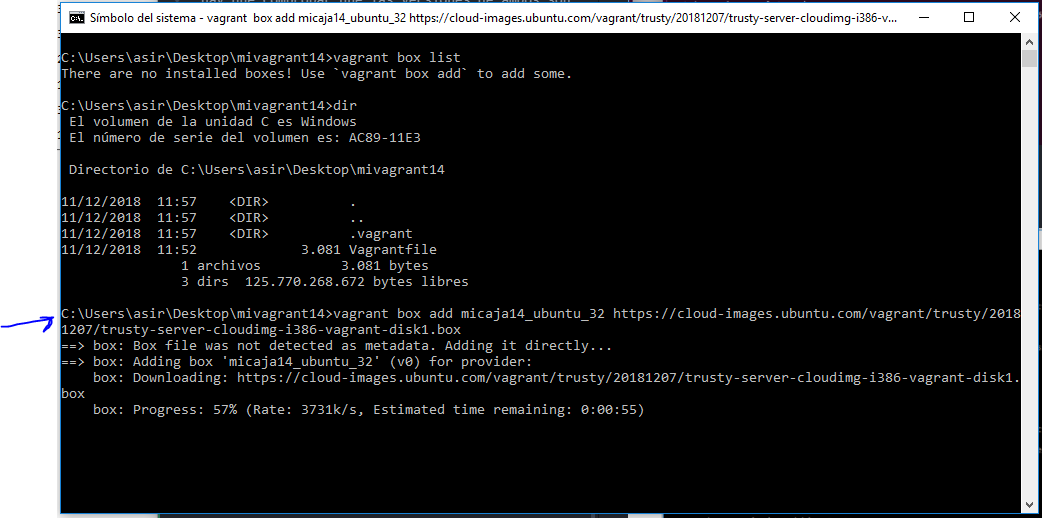 Símbolo del sistema - vagrant  box add micaja14_ubuntu_32 https://cloud-images.ubuntu.com/vagrant/trusty/20181207/trusty-server-cloudimg-i386-v...
C:\Users\asir\Desktop\mivagrant14>vagrant box list
There are no installed boxes! Use `vagrant box add` to add some.
C:\Users\asir\Desktop\mivagrant14>dir
 El volumen de la unidad C es Windows
 El número de serie del volumen es: AC89-11E3
 Directorio de C:\Users\asir\Desktop\mivagrant14
11/12/2018  11:57    <DIR>          .
11/12/2018  11:57    <DIR>          ..
11/12/2018  11:57    <DIR>          .vagrant
11/12/2018  11:52             3.081 Vagrantfile
               1 archivos          3.081 bytes
               3 dirs  125.770.268.672 bytes libres
C:\Users\asir\Desktop\mivagrant14>vagrant box add micaja14_ubuntu_32 https://cloud-images.ubuntu.com/vagrant/trusty/2018
1207/trusty-server-cloudimg-i386-vagrant-disk1.box
==> box: Box file was not detected as metadata. Adding it directly...
==> box: Adding box 'micaja14_ubuntu_32' (v0) for provider:
    box: Downloading: https://cloud-images.ubuntu.com/vagrant/trusty/20181207/trusty-server-cloudimg-i386-vagrant-disk1.
box
    box: Progress: 57% (Rate: 3731k/s, Estimated time remaining: 0:00:55)